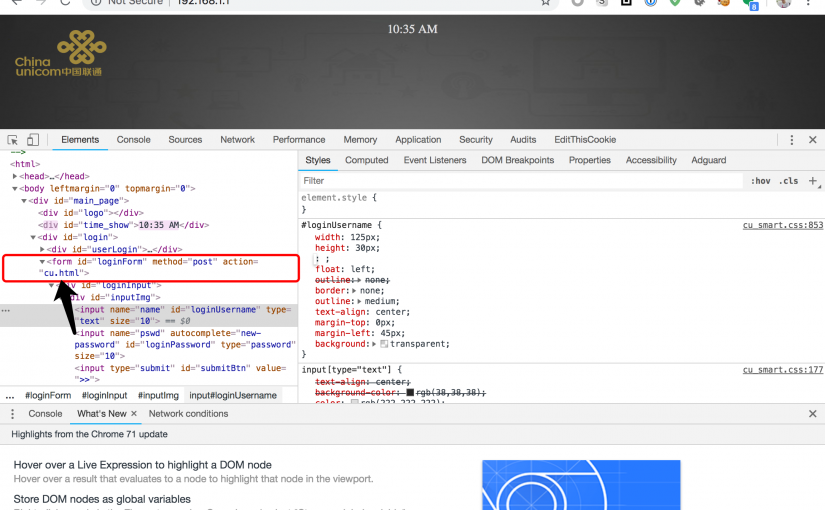 Not Secure | 192.168.1.1
8
10:35 AM
China
unicom中国联通
Elements Console Sources Network Performance Memory Application Security Audits EditThisCookie
Styles Computed Event Listeners DOM Breakpoints Properties Accessibility Adguard
Filter :hov .cls +
-->
<html>
<head>…</head>
<body leftmargin="0" topmargin="0">
<div id="main_page">
<div id="logo"></div>
<div id="time_show">10:35 AM</div>
<div id="login">
<div id="userLogin">…</div>
<form id="loginForm" method="post" action=
"cu.html">
<div id="loginInput">
div id="inputImg">
<input name="name" id="loginUsername" type=
"text" size="10"> == $0
<input name="pswd" autocomplete="new-
password" id="loginPassword" type="password"
size="10">
<input type="submit" id="submitBtn" value=
">>">
element.style {
}
#loginUsername { cu_smart.css:853
width: 125px;
height: 30px;
: ;
float: left;
outline: none;
border: none;
outline: medium;
text-align: center;
margin-top: 0px;
margin-left: 45px;
background: transparent;
}
input[type="text"] { cu_smart.css:177
text-align: center;
background-color: rgb(38,38,38);
color: rgb(222,222,222);
... #loginForm #loginInput #inputImg input#loginUsername
Console What's New × Network conditions
Highlights from the Chrome 71 update
Hover over a Live Expression to highlight a DOM node
Hover over a result that evaluates to a node to highlight that node in the viewport.
Store DOM nodes as global variables